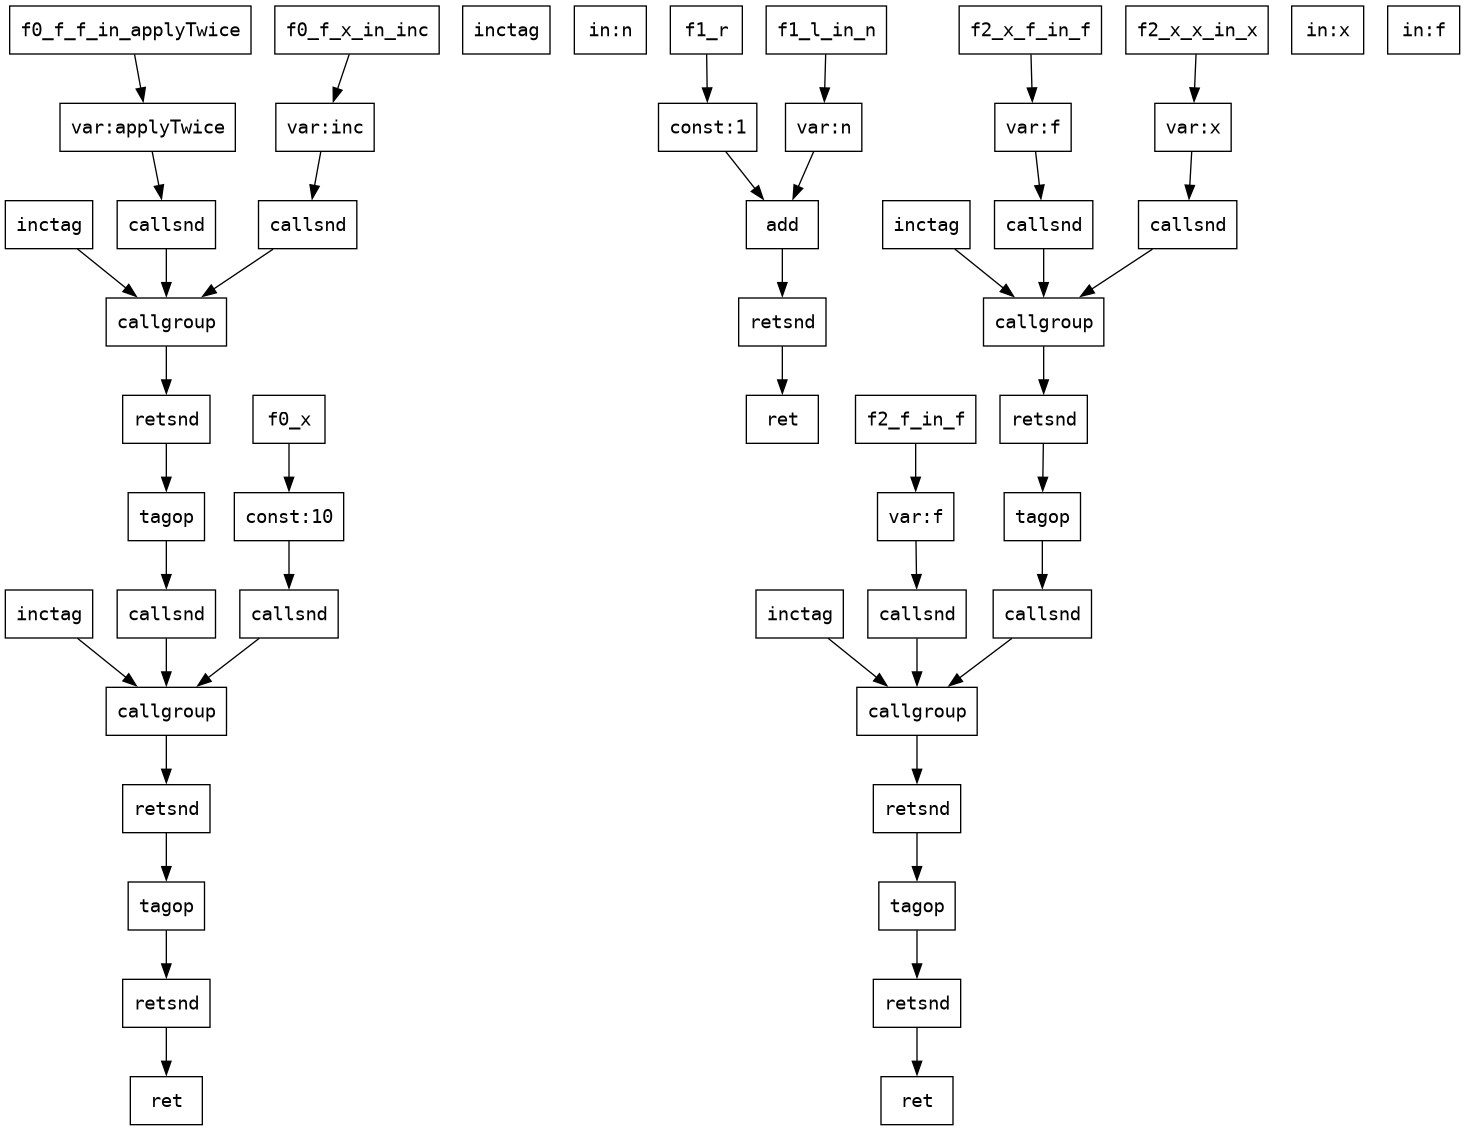 f0_f_f_in_applyTwice
f0_f_x_in_inc
inctag
in:n
f1_r
f1_l_in_n
f2_x_f_in_f
f2_x_x_in_x
in:x
in:f
var:applyTwice
var:inc
const:1
var:n
var:f
var:x
inctag
callsnd
callsnd
add
inctag
callsnd
callsnd
callgroup
retsnd
callgroup
retsnd
f0_x
ret
f2_f_in_f
retsnd
tagop
const:10
var:f
tagop
inctag
callsnd
callsnd
inctag
callsnd
callsnd
callgroup
callgroup
retsnd
retsnd
tagop
tagop
retsnd
retsnd
ret
ret